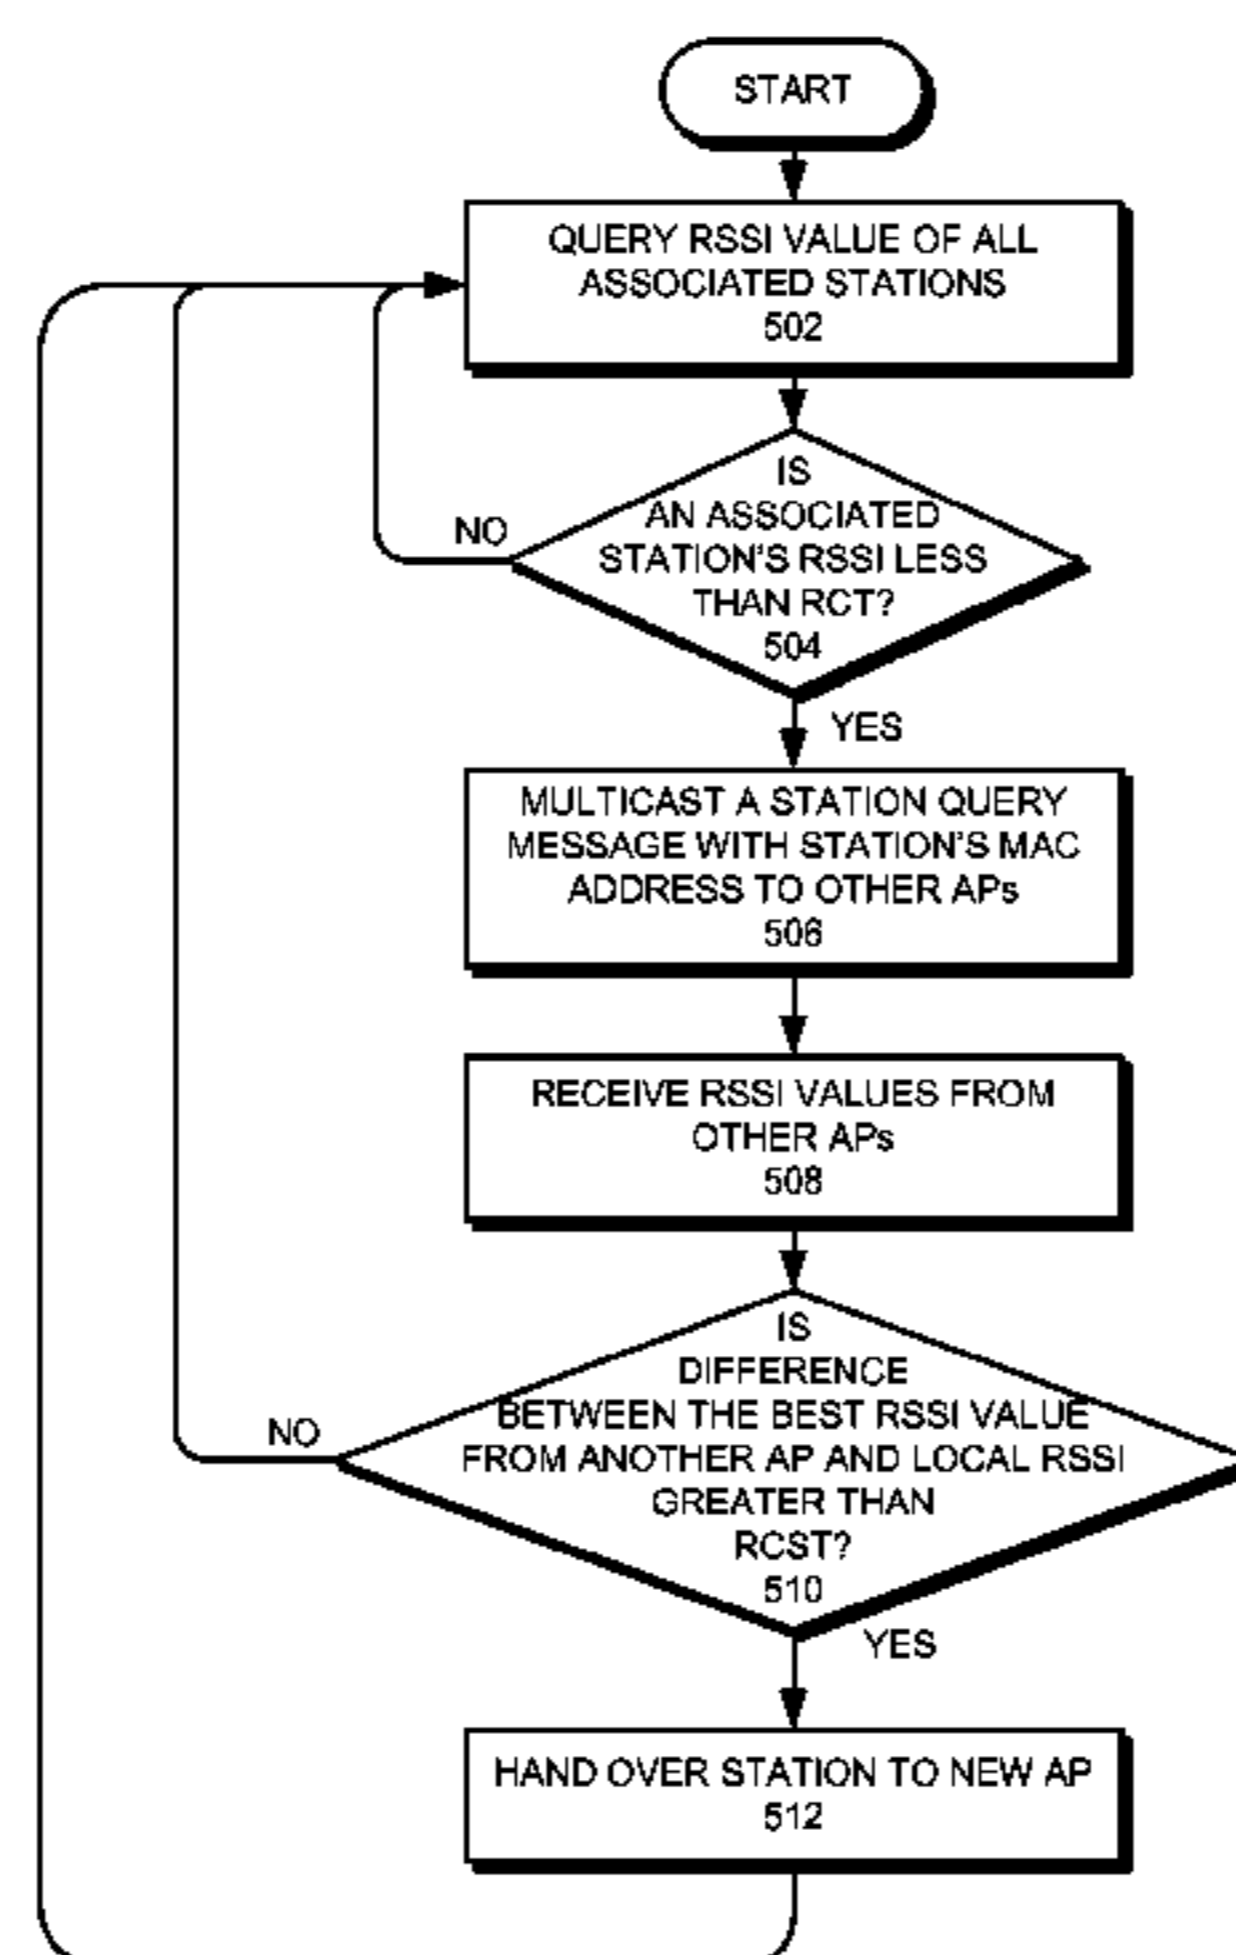 START
QUERY RSSI VALUE OF ALL
ASSOCIATED STATIONS
502
IS
AN ASSOCIATED
STATION'S RSSI LESS
THAN RCT?
504
NO
YES
MULTICAST A STATION QUERY
MESSAGE WITH STATION'S MAC
ADDRESS TO OTHER APs
506
RECEIVE RSSI VALUES FROM
OTHER APs
508
IS
DIFFERENCE
BETWEEN THE BEST RSSI VALUE
FROM ANOTHER AP AND LOCAL RSSI
GREATER THAN
RCST?
510
NO
YES
HAND OVER STATION TO NEW AP
512